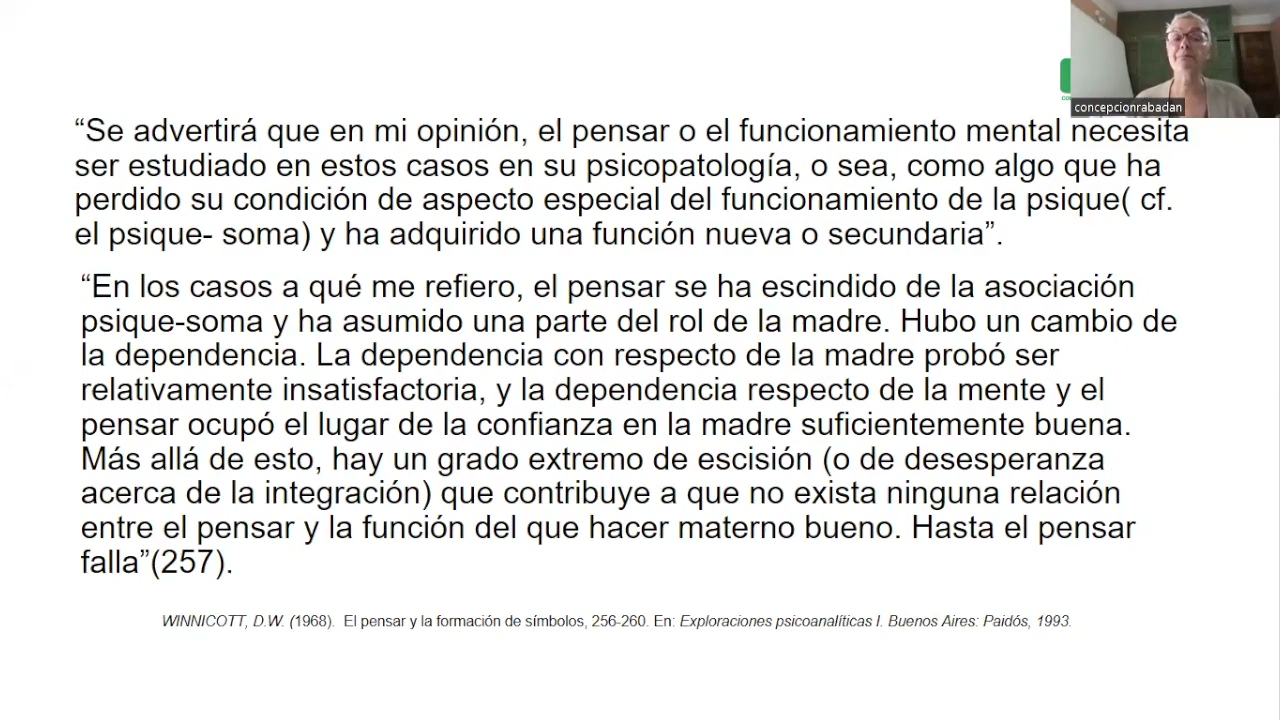 concepcionrabadan
“Se advertirá que en mi opinión, el pensar o el funcionamiento mental necesita
ser estudiado en estos casos en su psicopatología, o sea, como algo que ha
perdido su condición de aspecto especial del funcionamiento de la psique( cf.
el psique- soma) y ha adquirido una función nueva o secundaria”.
“En los casos a qué me refiero, el pensar se ha escindido de la asociación
psique-soma y ha asumido una parte del rol de la madre. Hubo un cambio de
la dependencia. La dependencia con respecto de la madre probó ser
relativamente insatisfactoria, y la dependencia respecto de la mente y el
pensar ocupó el lugar de la confianza en la madre suficientemente buena.
Más allá de esto, hay un grado extremo de escisión (o de desesperanza
acerca de la integración) que contribuye a que no exista ninguna relación
entre el pensar y la función del que hacer materno bueno. Hasta el pensar
falla”(257).
WINNICOTT, D.W. (1968). El pensar y la formación de símbolos, 256-260. En: Exploraciones psicoanalíticas I. Buenos Aires: Paidós, 1993.